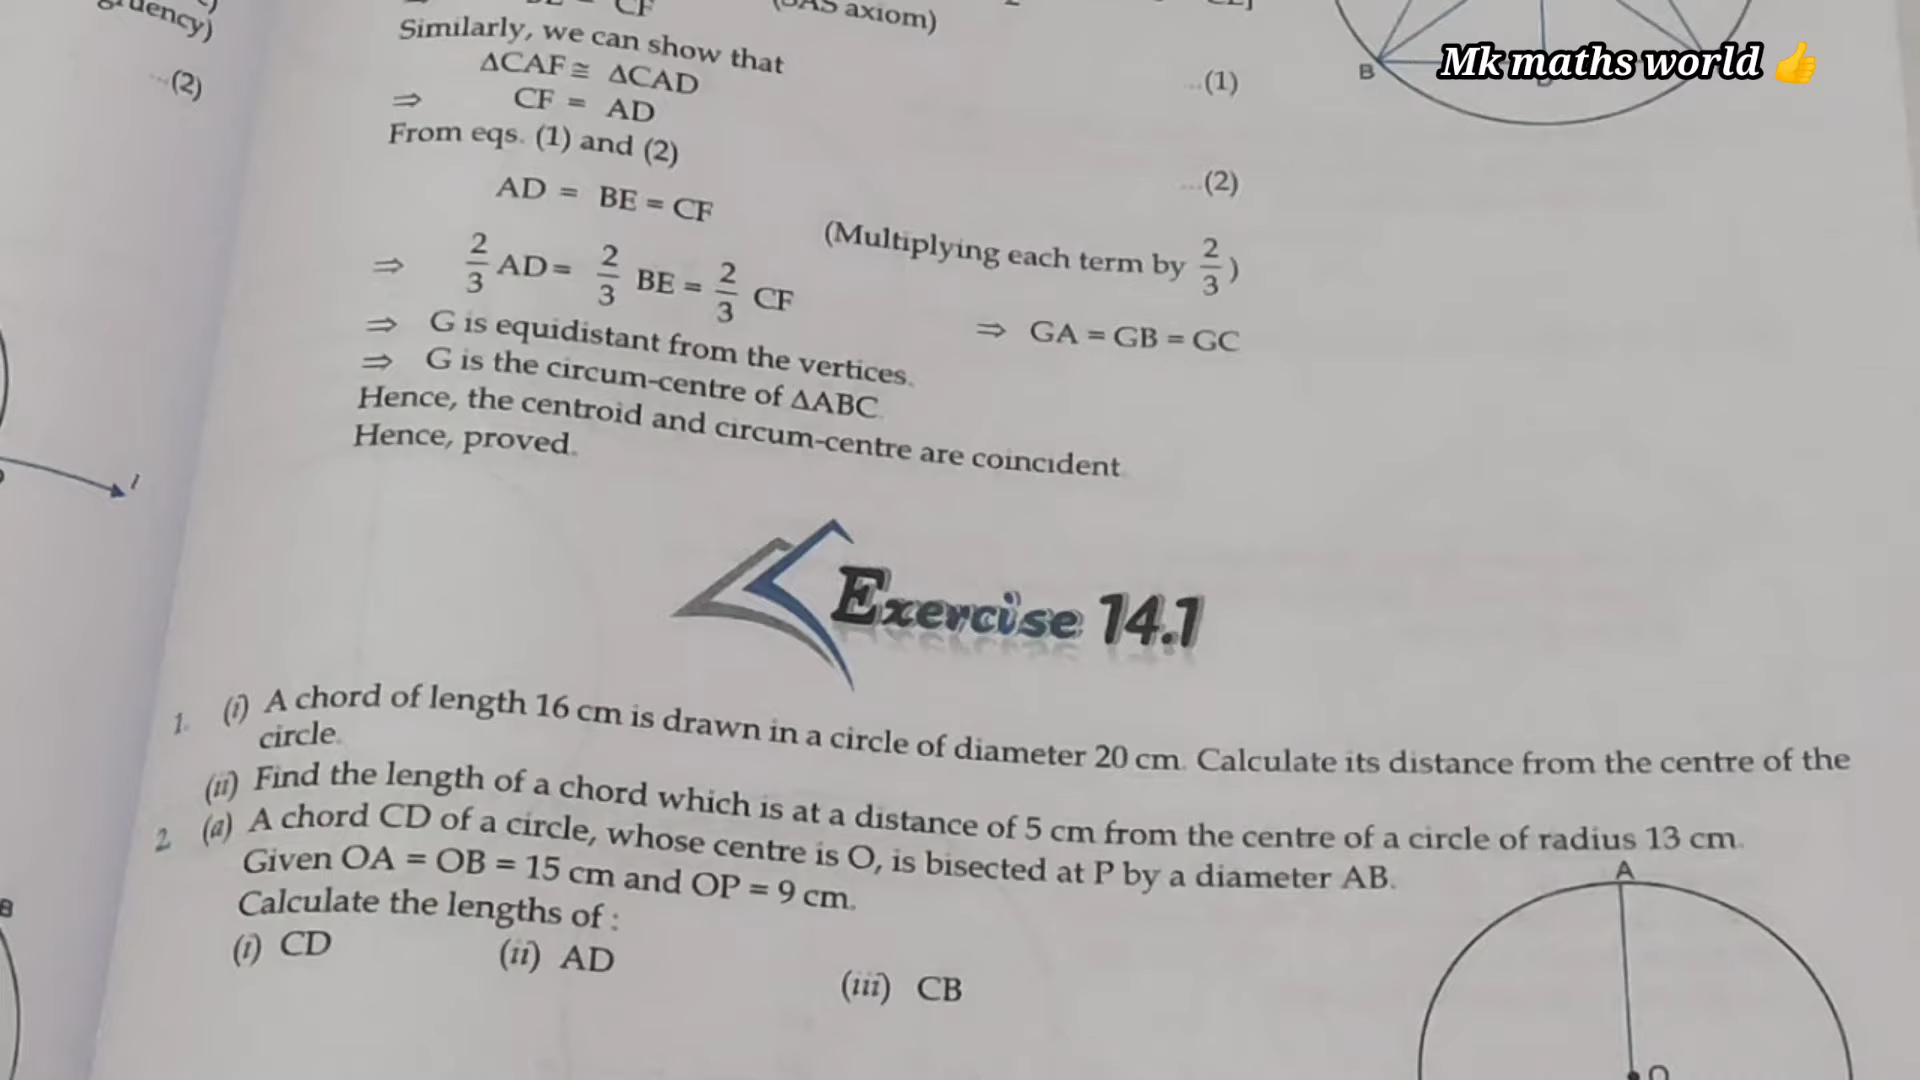 ...(2)
CF
axiom)
Similarly, we can show that
ΔCAF ≅ ΔCAD ...(1)
⇒ CF = AD
From eqs. (1) and (2) ...(2)
AD = BE = CF
⇒ 2/3 AD = 2/3 BE = 2/3 CF (Multiplying each term by 2/3)
⇒ GA = GB = GC
⇒ G is equidistant from the vertices.
⇒ G is the circum-centre of ΔABC.
Hence, the centroid and circum-centre are coincident.
Hence, proved.
B
Mk maths world 👍
l
Exercise 14.1
1. (i) A chord of length 16 cm is drawn in a circle of diameter 20 cm. Calculate its distance from the centre of the
circle.
(ii) Find the length of a chord which is at a distance of 5 cm from the centre of a circle of radius 13 cm.
2. (a) A chord CD of a circle, whose centre is O, is bisected at P by a diameter AB.
Given OA = OB = 15 cm and OP = 9 cm.
Calculate the lengths of :
(i) CD (ii) AD (iii) CB
A
O
B